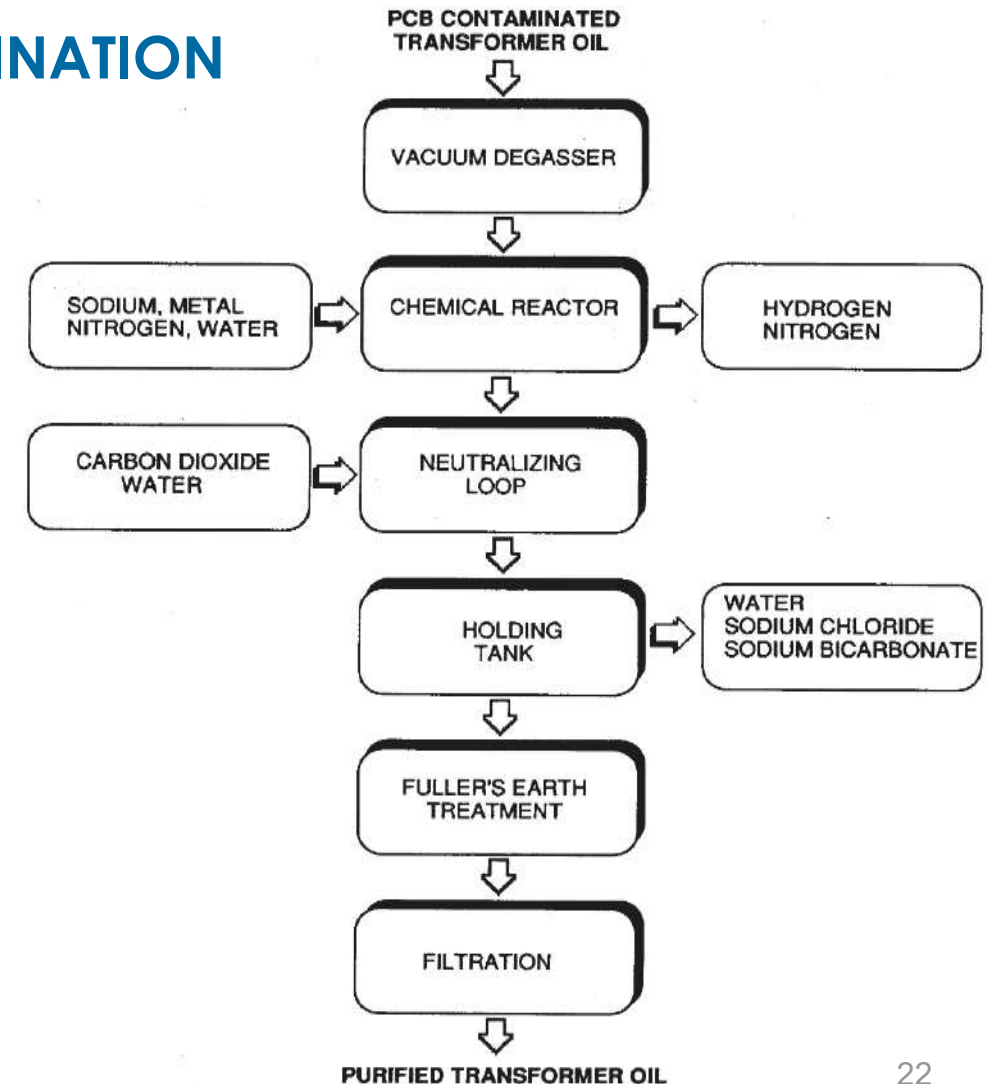 INATION
PCB CONTAMINATED
TRANSFORMER OIL
VACUUM DEGASSER
SODIUM, METAL
NITROGEN, WATER
CHEMICAL REACTOR
HYDROGEN
NITROGEN
CARBON DIOXIDE
WATER
NEUTRALIZING
LOOP
HOLDING
TANK
WATER
SODIUM CHLORIDE
SODIUM BICARBONATE
FULLER'S EARTH
TREATMENT
FILTRATION
PURIFIED TRANSFORMER OIL
22